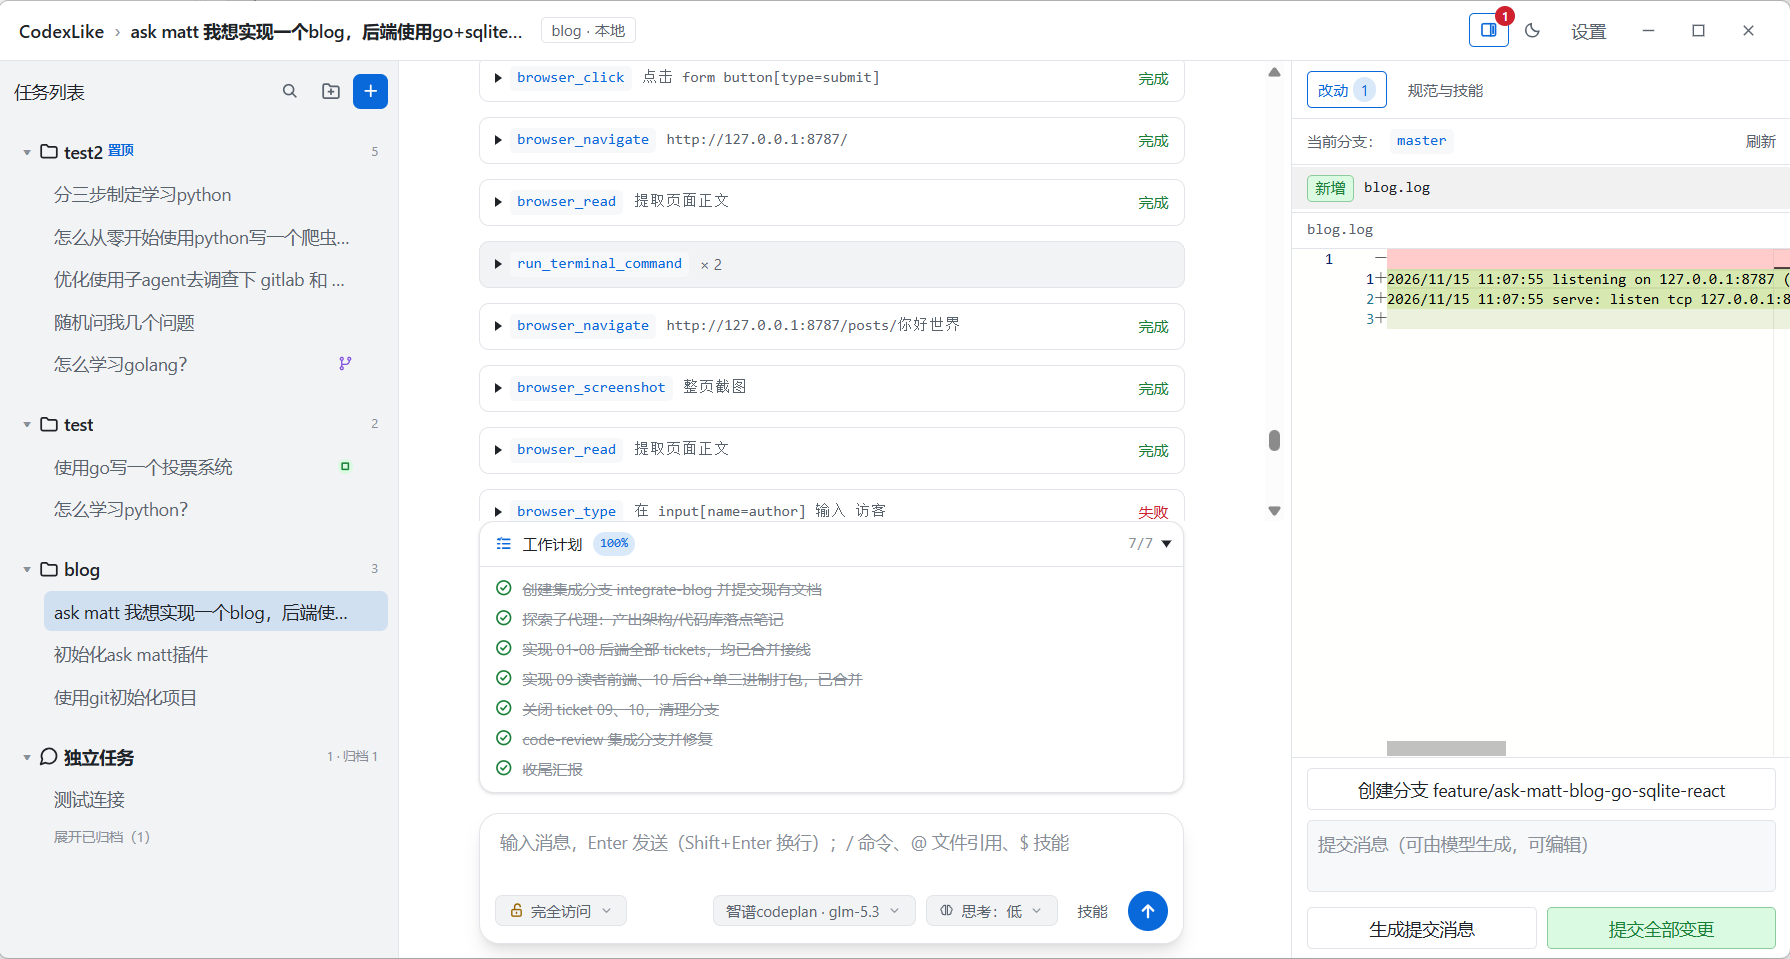 CodexLike › ask matt 我想实现一个blog，后端使用go+sqlite... blog · 本地
1
设置
任务列表
test2 置顶 5
分三步制定学习python
怎么从零开始使用python写一个爬虫...
优化使用子agent去调查下 gitlab 和 ...
随机问我几个问题
怎么学习golang?
test 2
使用go写一个投票系统
怎么学习python?
blog 3
ask matt 我想实现一个blog，后端使...
初始化ask matt插件
使用git初始化项目
独立任务 1 · 归档 1
测试连接
展开已归档（1）
browser_click 点击 form button[type=submit] 完成
browser_navigate http://127.0.0.1:8787/ 完成
browser_read 提取页面正文 完成
run_terminal_command × 2
browser_navigate http://127.0.0.1:8787/posts/你好世界 完成
browser_screenshot 整页截图 完成
browser_read 提取页面正文 完成
browser_type 在 input[name=author] 输入 访客 失败
工作计划 100% 7/7
创建集成分支 integrate-blog 并提交现有文档
探索子代理：产出架构/代码库落点笔记
实现 01-08 后端全部 tickets，均已合并接线
实现 09 读者前端、10 后台+单二进制打包，已合并
关闭 ticket 09、10，清理分支
code-review 集成分支并修复
收尾汇报
输入消息，Enter 发送（Shift+Enter 换行）；/ 命令、@ 文件引用、$ 技能
完全访问 智谱codeplan · glm-5.3 思考：低 技能
改动 1 规范与技能
当前分支： master 刷新
新增 blog.log
blog.log
1 −
1+2026/11/15 11:07:55 listening on 127.0.0.1:8787 (
2+2026/11/15 11:07:55 serve: listen tcp 127.0.0.1:8
3+
创建分支 feature/ask-matt-blog-go-sqlite-react
提交消息（可由模型生成，可编辑）
生成提交消息 提交全部变更